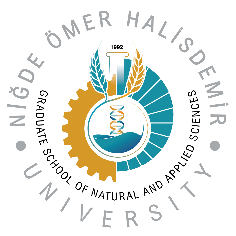 NİĞDE ÖMER HALİSDEMİR
UNIVERSITY
GRADUATE SCHOOL OF NATURAL AND APPLIED SCIENCES
1992